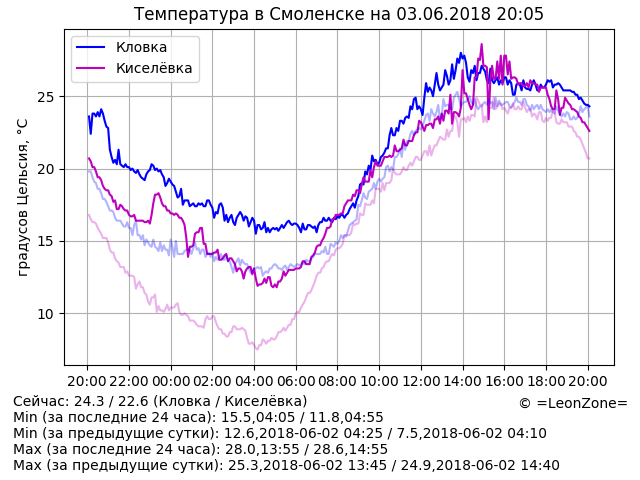 Температура в Смоленске на 03.06.2018 20:05
Кловка
Киселёвка
градусов Цельсия, °C
25
20
15
10
20:00 22:00 00:00 02:00 04:00 06:00 08:00 10:00 12:00 14:00 16:00 18:00 20:00
Сейчас: 24.3 / 22.6 (Кловка / Киселёвка)
© =LeonZone=
Min (за последние 24 часа): 15.5,04:05 / 11.8,04:55
Min (за предыдущие сутки): 12.6,2018-06-02 04:25 / 7.5,2018-06-02 04:10
Max (за последние 24 часа): 28.0,13:55 / 28.6,14:55
Max (за предыдущие сутки): 25.3,2018-06-02 13:45 / 24.9,2018-06-02 14:40